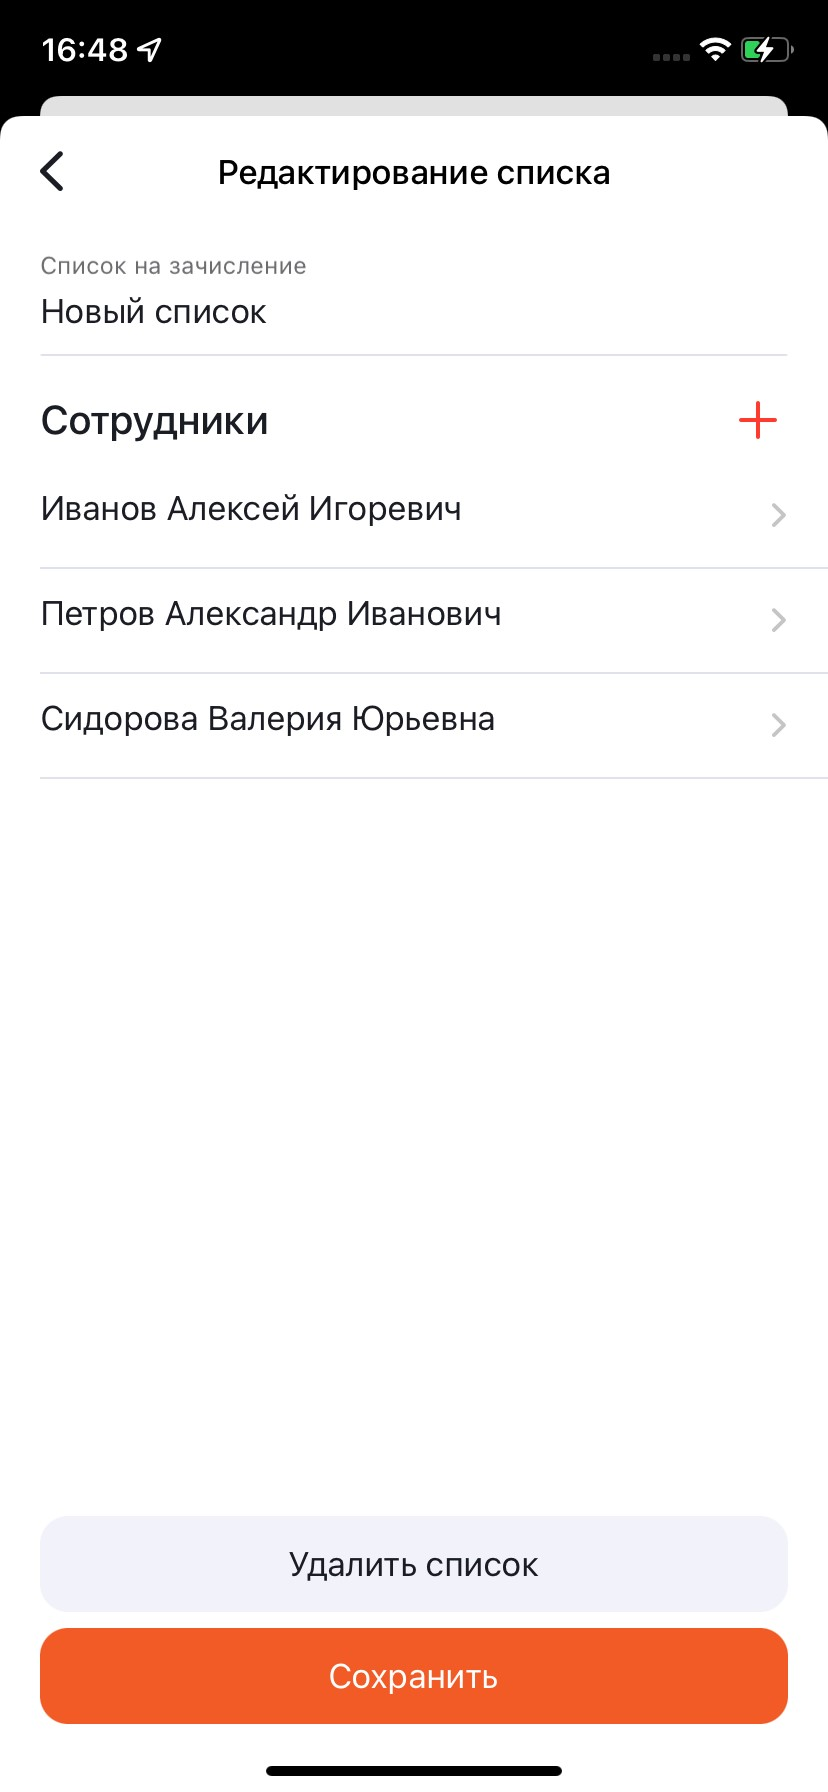 16:48
Редактирование списка
Список на зачисление
Новый список
Сотрудники
Иванов Алексей Игоревич
Петров Александр Иванович
Сидорова Валерия Юрьевна
Удалить список
Сохранить